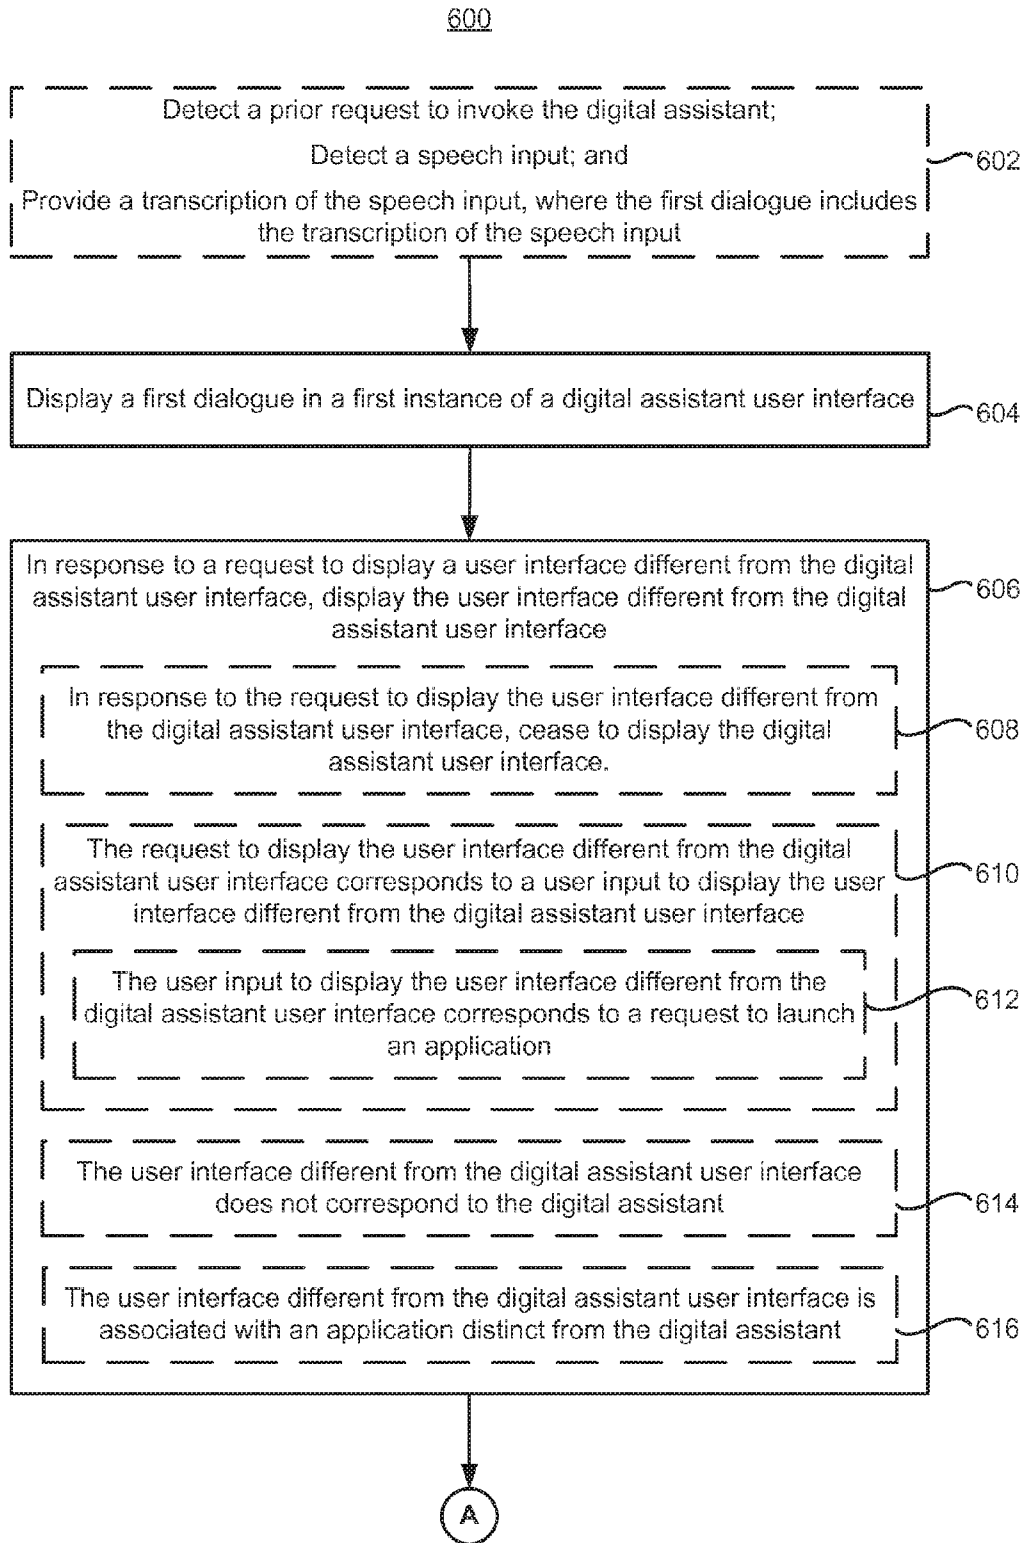 600
Detect a prior request to invoke the digital assistant;
Detect a speech input; and
Provide a transcription of the speech input, where the first dialogue includes
the transcription of the speech input
602
Display a first dialogue in a first instance of a digital assistant user interface
604
In response to a request to display a user interface different from the digital
assistant user interface, display the user interface different from the digital
assistant user interface
606
In response to the request to display the user interface different from
the digital assistant user interface, cease to display the digital
assistant user interface.
608
The request to display the user interface different from the digital
assistant user interface corresponds to a user input to display the user
interface different from the digital assistant user interface
610
The user input to display the user interface different from the
digital assistant user interface corresponds to a request to launch
an application
612
The user interface different from the digital assistant user interface
does not correspond to the digital assistant
614
The user interface different from the digital assistant user interface is
associated with an application distinct from the digital assistant
616
A